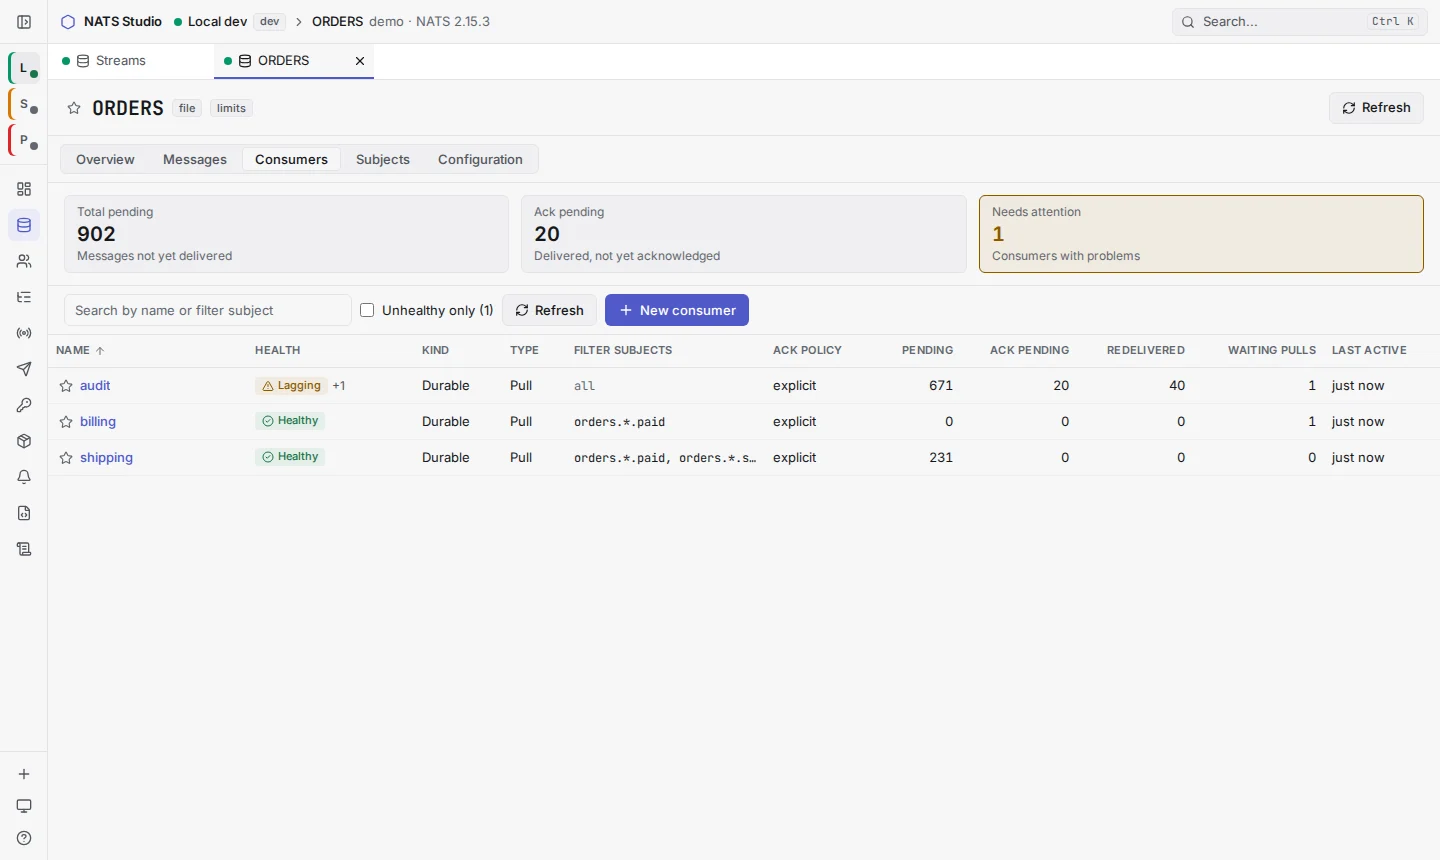 NATS Studio Local dev dev ORDERS demo · NATS 2.15.3 Search... Ctrl K
L
S
P
Streams ORDERS
ORDERS file limits Refresh
Overview Messages Consumers Subjects Configuration
Total pending
902
Messages not yet delivered
Ack pending
20
Delivered, not yet acknowledged
Needs attention
1
Consumers with problems
Search by name or filter subject Unhealthy only (1) Refresh New consumer
NAME HEALTH KIND TYPE FILTER SUBJECTS ACK POLICY PENDING ACK PENDING REDELIVERED WAITING PULLS LAST ACTIVE
audit Lagging +1 Durable Pull all explicit 671 20 40 1 just now
billing Healthy Durable Pull orders.*.paid explicit 0 0 0 1 just now
shipping Healthy Durable Pull orders.*.paid, orders.*.s… explicit 231 0 0 0 just now